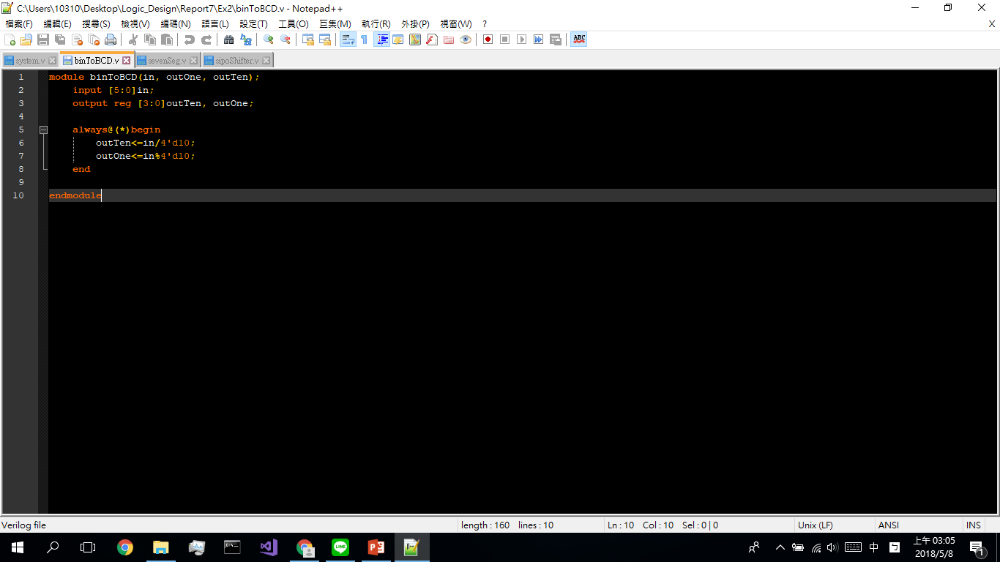 C:\Users\10310\Desktop\Logic_Design\Report7\Ex2\binToBCD.v - Notepad++
檔案(F) 編輯(E) 搜尋(S) 檢視(V) 編碼(N) 語言(L) 設定(T) 工具(O) 巨集(M) 執行(R) 外掛(P) 視窗(W) ? X
system.v binToBCD.v sevenSeg.v sipoShifter.v
1 module binToBCD(in, outOne, outTen);
2 input [5:0]in;
3 output reg [3:0]outTen, outOne;
4
5 always@(*)begin
6 outTen<=in/4'd10;
7 outOne<=in%4'd10;
8 end
9
10 endmodule
Verilog file length : 160 lines : 10 Ln : 10 Col : 10 Sel : 0 | 0 Unix (LF) ANSI INS
中 上午 03:05
2018/5/8 1